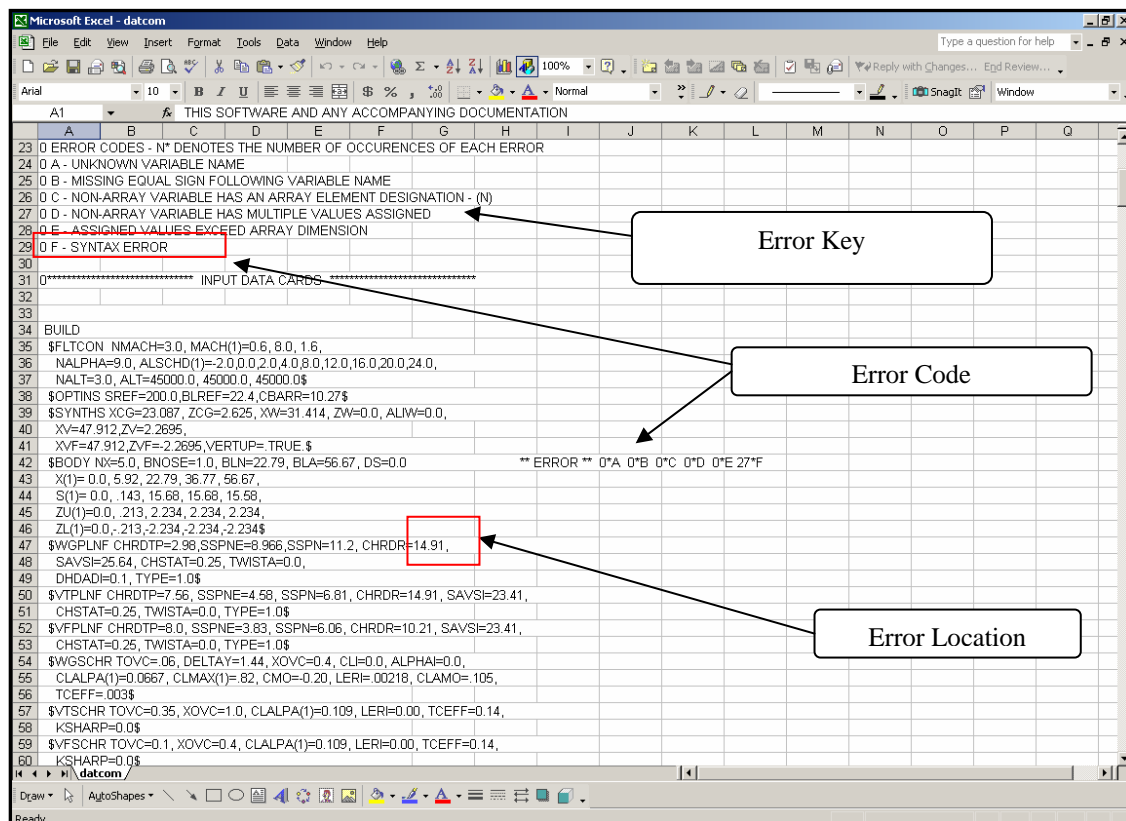 Microsoft Excel - datcom
File Edit View Insert Format Tools Data Window Help
Type a question for help
100%
Reply with Changes... End Review...
Arial 10 B I U $ % , Normal SnagIt Window
A1 fx THIS SOFTWARE AND ANY ACCOMPANYING DOCUMENTATION
A B C D E F G H I J K L M N O P Q
23 0 ERROR CODES - N* DENOTES THE NUMBER OF OCCURENCES OF EACH ERROR
24 0 A - UNKNOWN VARIABLE NAME
25 0 B - MISSING EQUAL SIGN FOLLOWING VARIABLE NAME
26 0 C - NON-ARRAY VARIABLE HAS AN ARRAY ELEMENT DESIGNATION - (N)
27 0 D - NON-ARRAY VARIABLE HAS MULTIPLE VALUES ASSIGNED
28 0 E - ASSIGNED VALUES EXCEED ARRAY DIMENSION
29 0 F - SYNTAX ERROR
Error Key
30
31 0**************************** INPUT DATA CARDS ****************************
32
33
34 BUILD
35 $FLTCON NMACH=3.0, MACH(1)=0.6, 8.0, 1.6,
36 NALPHA=9.0, ALSCHD(1)=-2.0,0.0,2.0,4.0,8.0,12.0,16.0,20.0,24.0,
37 NALT=3.0, ALT=45000.0, 45000.0, 45000.0$
Error Code
38 $OPTINS SREF=200.0,BLREF=22.4,CBARR=10.27$
39 $SYNTHS XCG=23.087, ZCG=2.625, XW=31.414, ZW=0.0, ALIW=0.0,
40 XV=47.912,ZV=2.2695,
41 XVF=47.912,ZVF=-2.2695,VERTUP=.TRUE.$
42 $BODY NX=5.0, BNOSE=1.0, BLN=22.79, BLA=56.67, DS=0.0 ** ERROR ** 0*A 0*B 0*C 0*D 0*E 27*F
43 X(1)= 0.0, 5.92, 22.79, 36.77, 56.67,
44 S(1)= 0.0, .143, 15.68, 15.68, 15.58,
45 ZU(1)=0.0, .213, 2.234, 2.234, 2.234,
46 ZL(1)=0.0,-.213,-2.234,-2.234,-2.234$
47 $WGPLNF CHRDTP=2.98,SSPNE=8.966,SSPN=11.2, CHRDR=14.91,
48 SAVSI=25.64, CHSTAT=0.25, TWISTA=0.0,
49 DHDADI=0.1, TYPE=1.0$
50 $VTPLNF CHRDTP=7.56, SSPNE=4.58, SSPN=6.81, CHRDR=14.91, SAVSI=23.41,
51 CHSTAT=0.25, TWISTA=0.0, TYPE=1.0$
52 $VFPLNF CHRDTP=8.0, SSPNE=3.83, SSPN=6.06, CHRDR=10.21, SAVSI=23.41,
Error Location
53 CHSTAT=0.25, TWISTA=0.0, TYPE=1.0$
54 $WGSCHR TOVC=.06, DELTAY=1.44, XOVC=0.4, CLI=0.0, ALPHAI=0.0,
55 CLALPA(1)=0.0667, CLMAX(1)=.82, CMO=-0.20, LERI=.00218, CLAMO=.105,
56 TCEFF=.003$
57 $VTSCHR TOVC=0.35, XOVC=1.0, CLALPA(1)=0.109, LERI=0.00, TCEFF=0.14,
58 KSHARP=0.0$
59 $VFSCHR TOVC=0.1, XOVC=0.4, CLALPA(1)=0.109, LERI=0.00, TCEFF=0.14,
60 KSHARP=0.0$
datcom
Draw AutoShapes
Ready